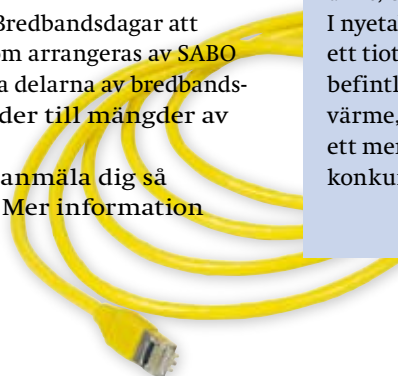 Bredbandsdagar att
om arrangeras av SABO
a delarna av bredbands-
der till mängder av
anmäla dig så
Mer information
I nyeta
ett tiot
befintl
värme,
ett mer
konkur